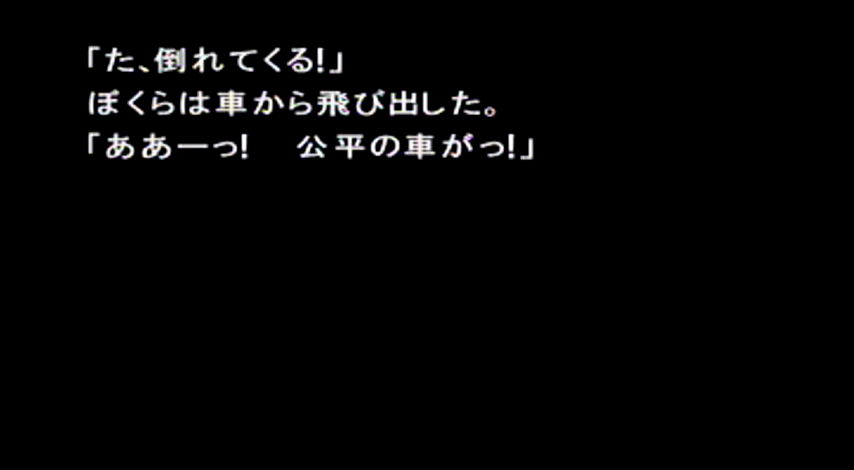 「た、倒れてくる!」
ぼくらは車から飛び出した。
「ああーっ!　公平の車がっ!」